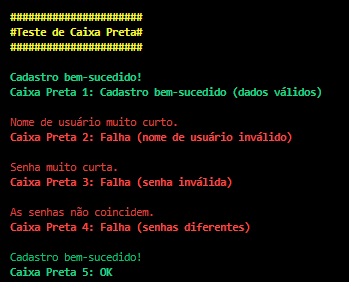 ######################
#Teste de Caixa Preta#
######################
Cadastro bem-sucedido!
Caixa Preta 1: Cadastro bem-sucedido (dados válidos)
Nome de usuário muito curto.
Caixa Preta 2: Falha (nome de usuário inválido)
Senha muito curta.
Caixa Preta 3: Falha (senha inválida)
As senhas não coincidem.
Caixa Preta 4: Falha (senhas diferentes)
Cadastro bem-sucedido!
Caixa Preta 5: OK